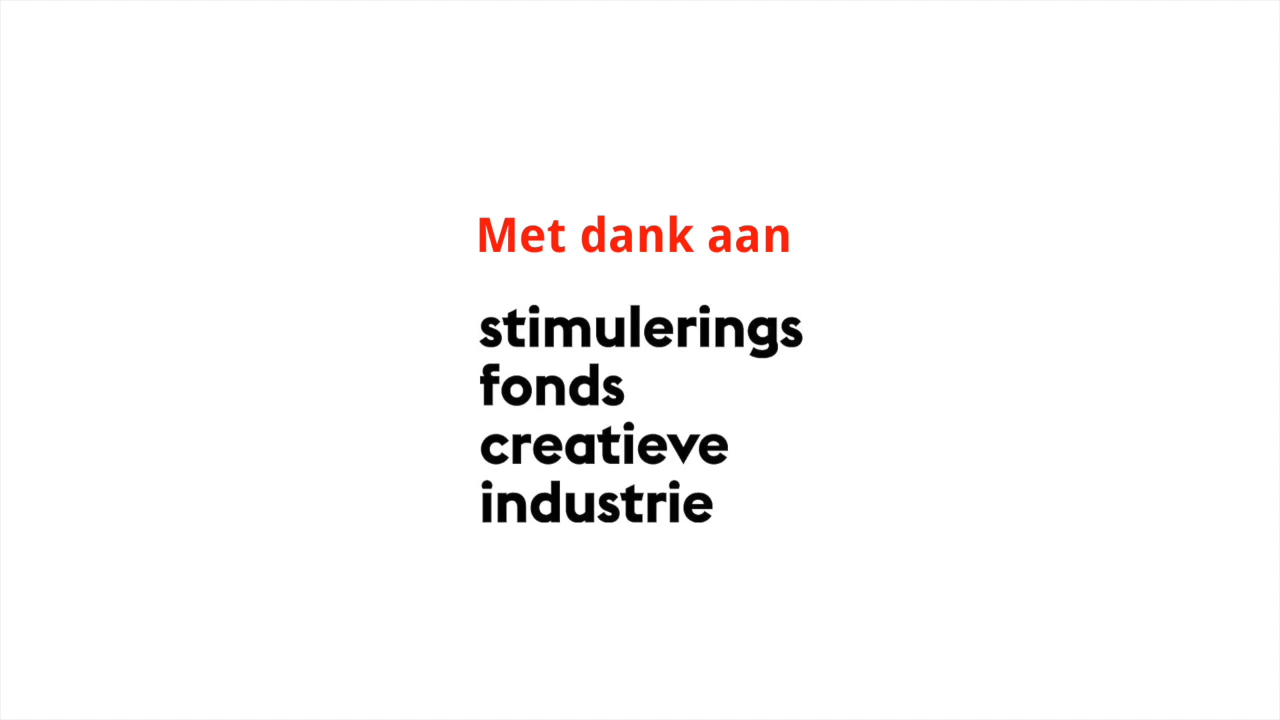 Met dank aan
stimulerings
fonds
creatieve
industrie